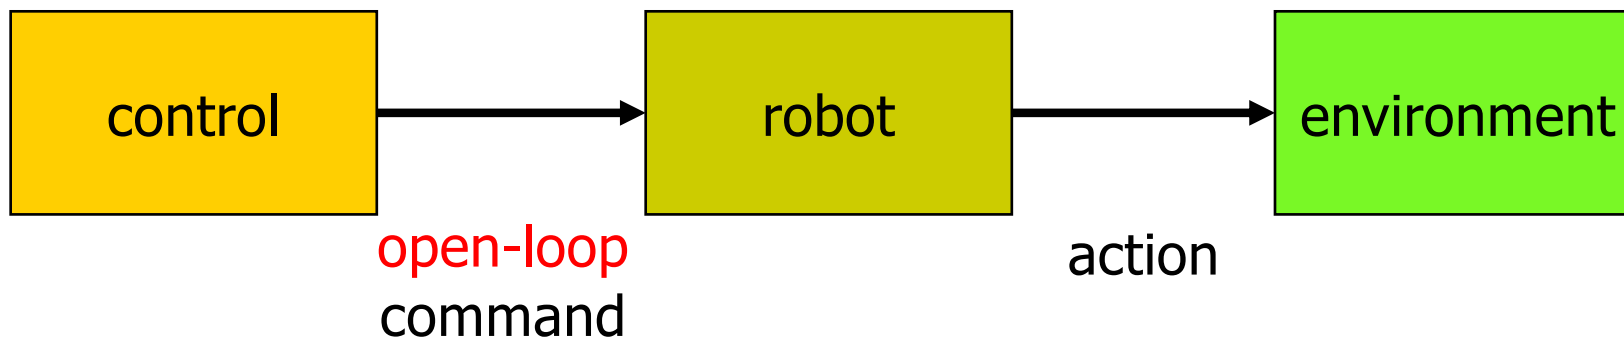 control
robot
environment
open-loop
command
action